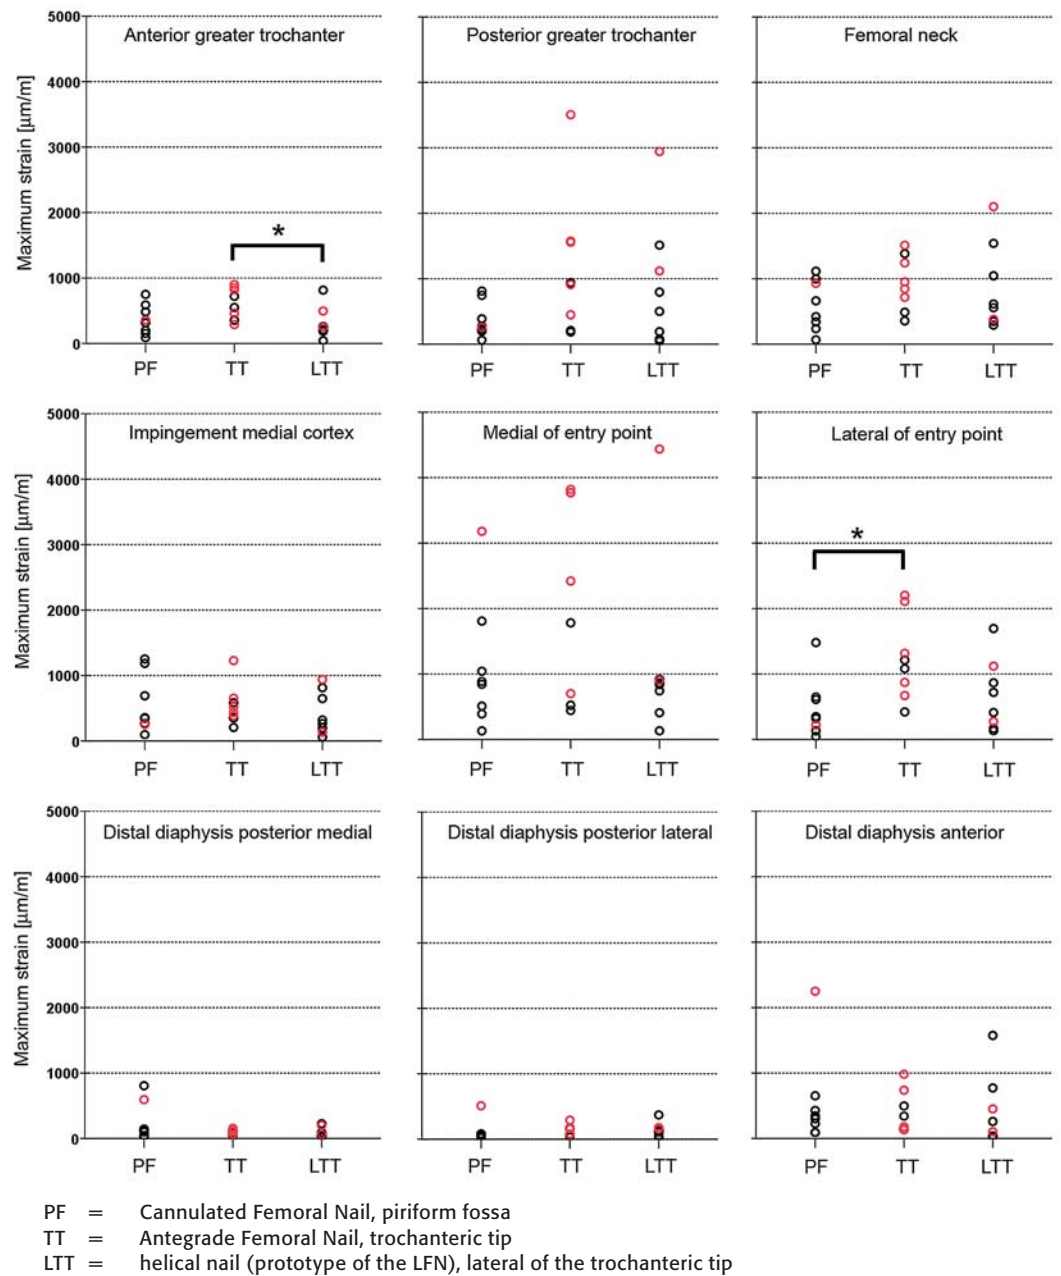 Anterior greater trochanter
Posterior greater trochanter
Femoral neck
Maximum strain [µm/m]
5000
4000
3000
2000
1000
0
*
PF TT LTT
PF TT LTT
PF TT LTT
Impingement medial cortex
Medial of entry point
Lateral of entry point
Maximum strain [µm/m]
5000
4000
3000
2000
1000
0
*
PF TT LTT
PF TT LTT
PF TT LTT
Distal diaphysis posterior medial
Distal diaphysis posterior lateral
Distal diaphysis anterior
Maximum strain [µm/m]
5000
4000
3000
2000
1000
0
PF TT LTT
PF TT LTT
PF TT LTT
PF = Cannulated Femoral Nail, piriform fossa
TT = Antegrade Femoral Nail, trochanteric tip
LTT = helical nail (prototype of the LFN), lateral of the trochanteric tip